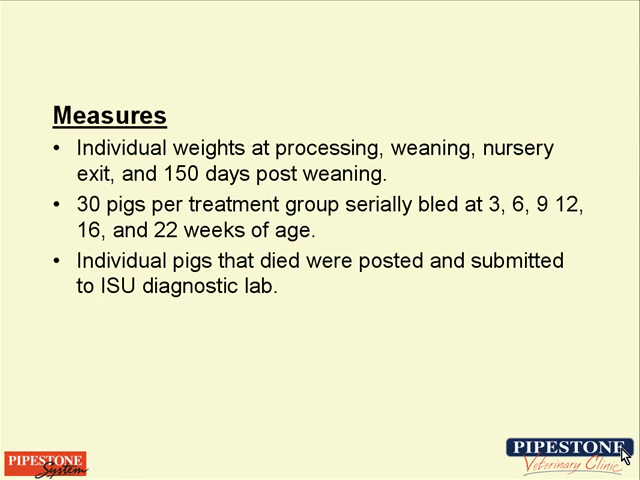 Measures
• Individual weights at processing, weaning, nursery
exit, and 150 days post weaning.
• 30 pigs per treatment group serially bled at 3, 6, 9 12,
16, and 22 weeks of age.
• Individual pigs that died were posted and submitted
to ISU diagnostic lab.
PIPESTONE
System
PIPESTONE
Veterinary Clinic